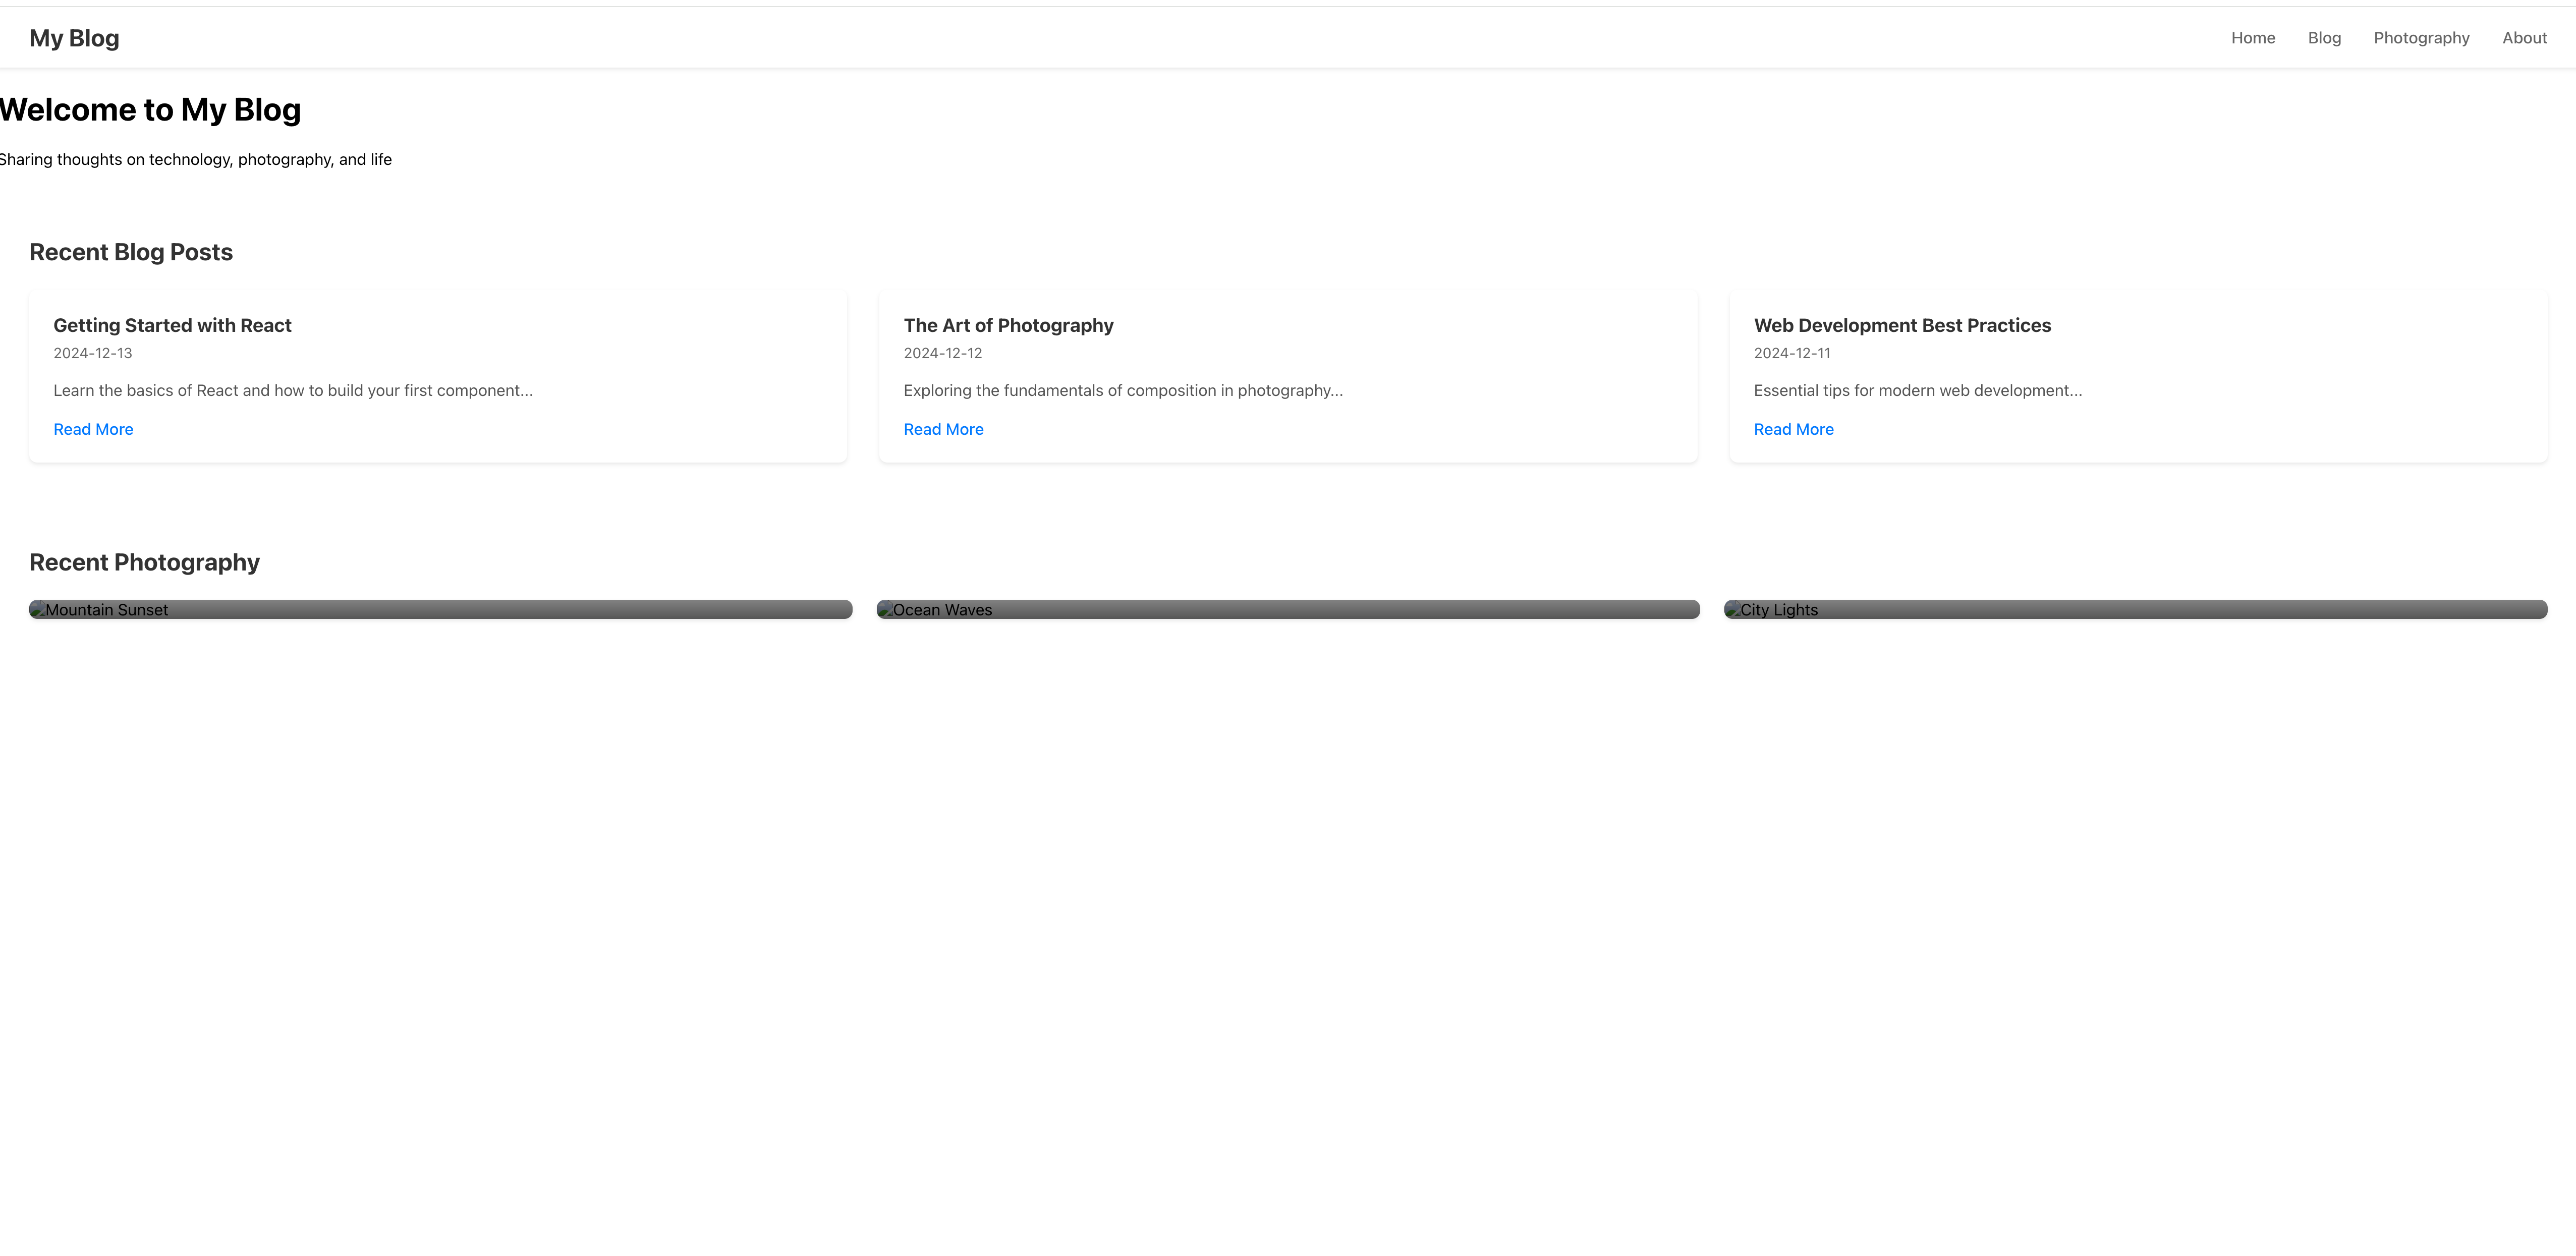 My Blog
Home Blog Photography About
Welcome to My Blog
Sharing thoughts on technology, photography, and life
Recent Blog Posts
Getting Started with React
2024-12-13
Learn the basics of React and how to build your first component...
Read More
The Art of Photography
2024-12-12
Exploring the fundamentals of composition in photography...
Read More
Web Development Best Practices
2024-12-11
Essential tips for modern web development...
Read More
Recent Photography
Mountain Sunset
Ocean Waves
City Lights